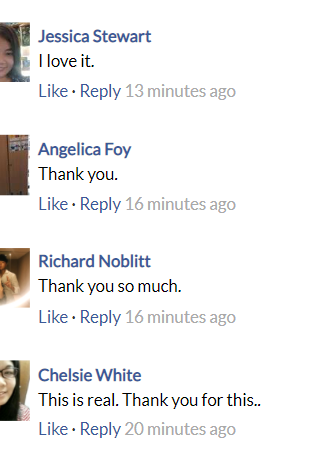 Jessica Stewart
I love it.
Like · Reply 13 minutes ago
Angelica Foy
Thank you.
Like · Reply 16 minutes ago
Richard Noblitt
Thank you so much.
Like · Reply 16 minutes ago
Chelsie White
This is real. Thank you for this..
Like · Reply 20 minutes ago